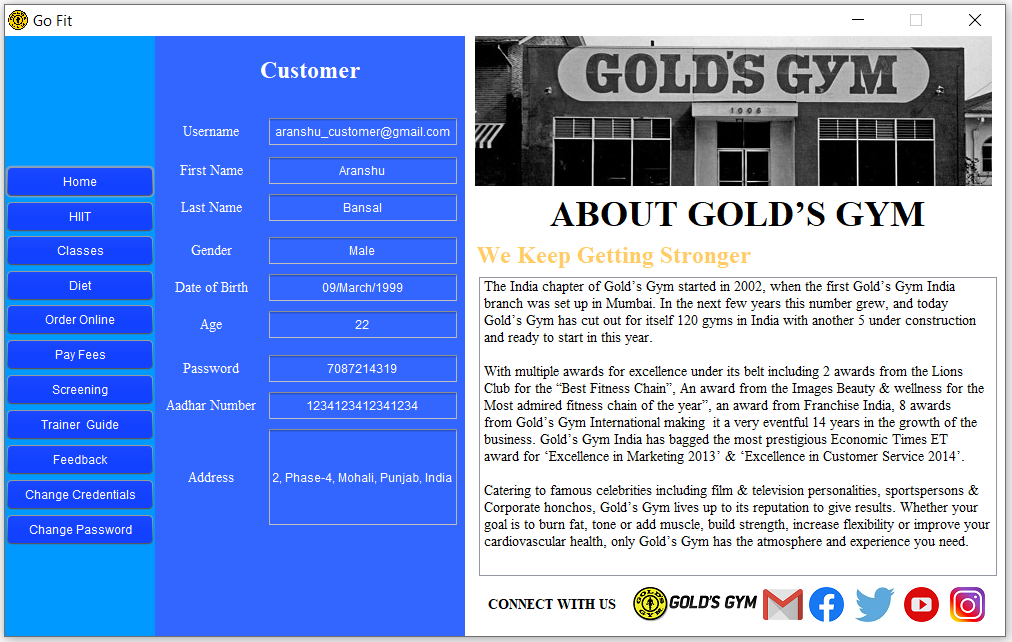 Go Fit
Home
HIIT
Classes
Diet
Order Online
Pay Fees
Screening
Trainer Guide
Feedback
Change Credentials
Change Password
Customer
Username aranshu_customer@gmail.com
First Name Aranshu
Last Name Bansal
Gender Male
Date of Birth 09/March/1999
Age 22
Password 7087214319
Aadhar Number 1234123412341234
Address 2, Phase-4, Mohali, Punjab, India
GOLD'S GYM
1006
ABOUT GOLD’S GYM
We Keep Getting Stronger
The India chapter of Gold’s Gym started in 2002, when the first Gold’s Gym India
branch was set up in Mumbai. In the next few years this number grew, and today
Gold’s Gym has cut out for itself 120 gyms in India with another 5 under construction
and ready to start in this year.
With multiple awards for excellence under its belt including 2 awards from the Lions
Club for the “Best Fitness Chain”, An award from the Images Beauty & wellness for the
Most admired fitness chain of the year”, an award from Franchise India, 8 awards
from Gold’s Gym International making it a very eventful 14 years in the growth of the
business. Gold’s Gym India has bagged the most prestigious Economic Times ET
award for ‘Excellence in Marketing 2013’ & ‘Excellence in Customer Service 2014’.
Catering to famous celebrities including film & television personalities, sportspersons &
Corporate honchos, Gold’s Gym lives up to its reputation to give results. Whether your
goal is to burn fat, tone or add muscle, build strength, increase flexibility or improve your
cardiovascular health, only Gold’s Gym has the atmosphere and experience you need.
CONNECT WITH US GOLD'S GYM GOLD'S GYM